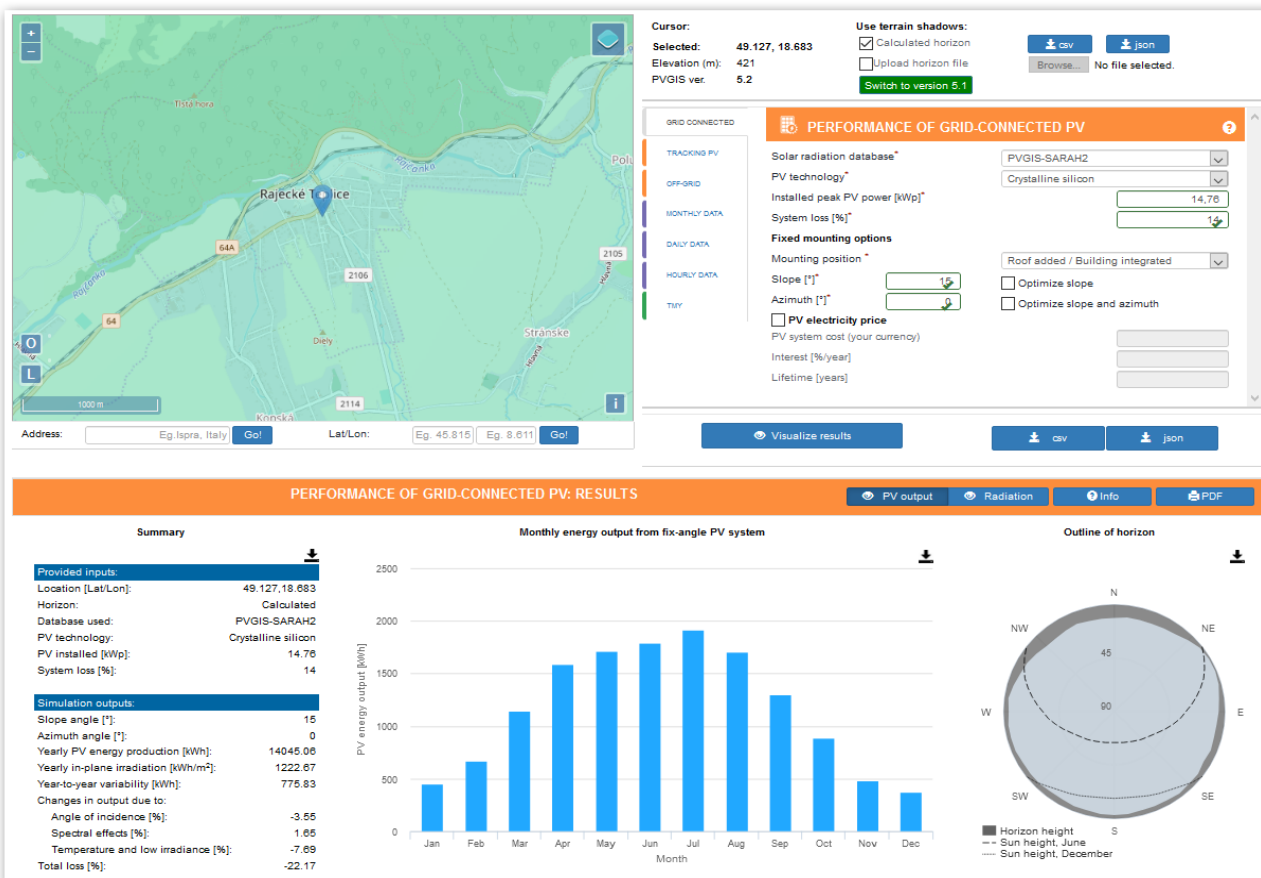 +
−
Tŕstá hora
Rajčanka
Rajecké T plice
64A
2106
2105
Hlavná
Rajčanka
64
Stránske
Hlavná
Diely
O
L
1000 m
2114
Konská
i
Address:
Eg.Ispra, Italy
Go!
Lat/Lon:
Eg. 45.815
Eg. 8.611
Go!
Cursor:
Selected: 49.127, 18.683
Elevation (m): 421
PVGIS ver. 5.2
Use terrain shadows:
Calculated horizon
Upload horizon file
Switch to version 5.1
csv
json
Browse... No file selected.
GRID CONNECTED
TRACKING PV
OFF-GRID
MONTHLY DATA
DAILY DATA
HOURLY DATA
TMY
PERFORMANCE OF GRID-CONNECTED PV
?
Solar radiation database* PVGIS-SARAH2
PV technology* Crystalline silicon
Installed peak PV power [kWp]* 14,76
System loss [%]* 14
Fixed mounting options
Mounting position * Roof added / Building integrated
Slope [°]* 15 Optimize slope
Azimuth [°]* 0 Optimize slope and azimuth
PV electricity price
PV system cost (your currency)
Interest [%/year]
Lifetime [years]
Visualize results
csv
json
PERFORMANCE OF GRID-CONNECTED PV: RESULTS
PV output
Radiation
Info
PDF
Summary
Provided inputs:
Location [Lat/Lon]: 49.127,18.683
Horizon: Calculated
Database used: PVGIS-SARAH2
PV technology: Crystalline silicon
PV installed [kWp]: 14.76
System loss [%]: 14
Simulation outputs:
Slope angle [°]: 15
Azimuth angle [°]: 0
Yearly PV energy production [kWh]: 14045.06
Yearly in-plane irradiation [kWh/m²]: 1222.67
Year-to-year variability [kWh]: 775.83
Changes in output due to:
Angle of incidence [%]: -3.55
Spectral effects [%]: 1.65
Temperature and low irradiance [%]: -7.69
Total loss [%]: -22.17
Monthly energy output from fix-angle PV system
PV energy output [kWh]
2500
2000
1500
1000
500
0
Jan Feb Mar Apr May Jun Jul Aug Sep Oct Nov Dec
Month
Outline of horizon
N
NW
NE
45
W
90
E
SW
SE
S
Horizon height
Sun height, June
Sun height, December